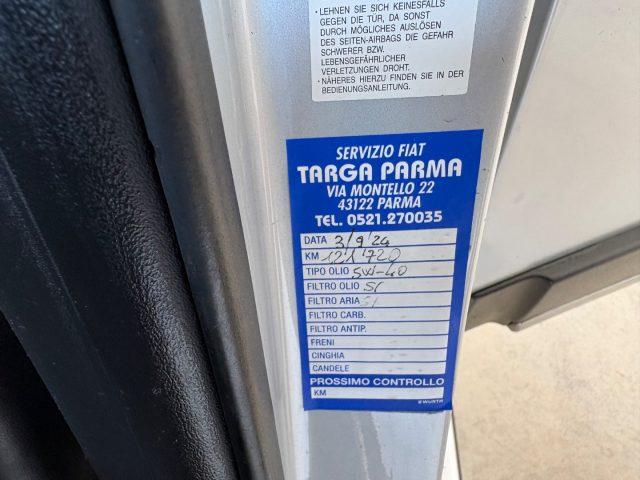 • LEHNEN SIE SICH KEINESFALLS
GEGEN DIE TÜR, DA SONST
DURCH MÖGLICHES AUSLÖSEN
DES SEITEN-AIRBAGS DIE GEFAHR
SCHWERER BZW.
LEBENSGEFÄHRLICHER
VERLETZUNGEN DROHT.
• NÄHERES HIERZU FINDEN SIE IN DER
BEDIENUNGSANLEITUNG.
SERVIZIO FIAT
TARGA PARMA
VIA MONTELLO 22
43122 PARMA
TEL. 0521.270035
DATA 3/9/24
KM 121'720
TIPO OLIO 5W-40
FILTRO OLIO SI
FILTRO ARIA SI
FILTRO CARB.
FILTRO ANTIP.
FRENI
CINGHIA
CANDELE
PROSSIMO CONTROLLO
KM
WÜRTH